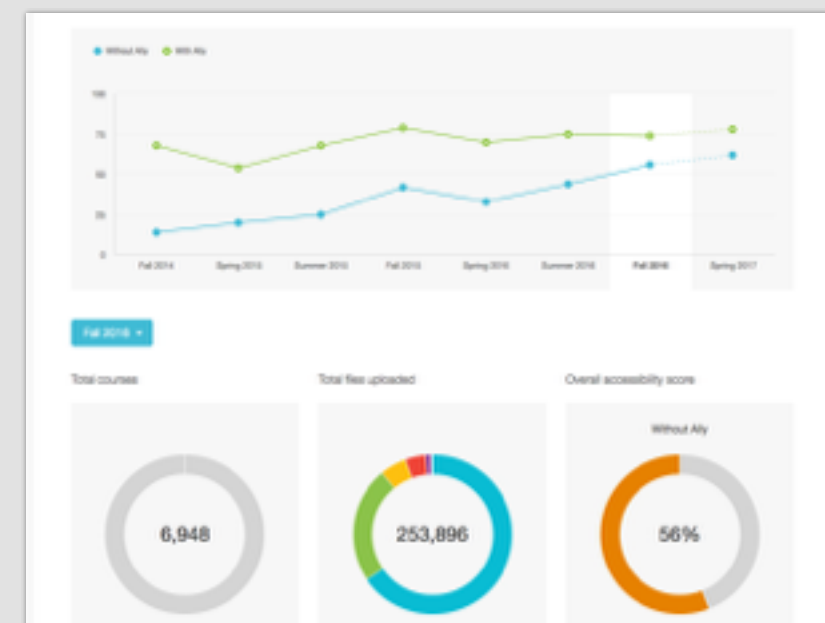 Without Ally With Ally
100
75
50
25
0
Fall 2014 Spring 2015 Summer 2015 Fall 2015 Spring 2016 Summer 2016 Fall 2016 Spring 2017
Fall 2016
Total courses Total files uploaded Overall accessibility score
Without Ally
6,948 253,896 56%